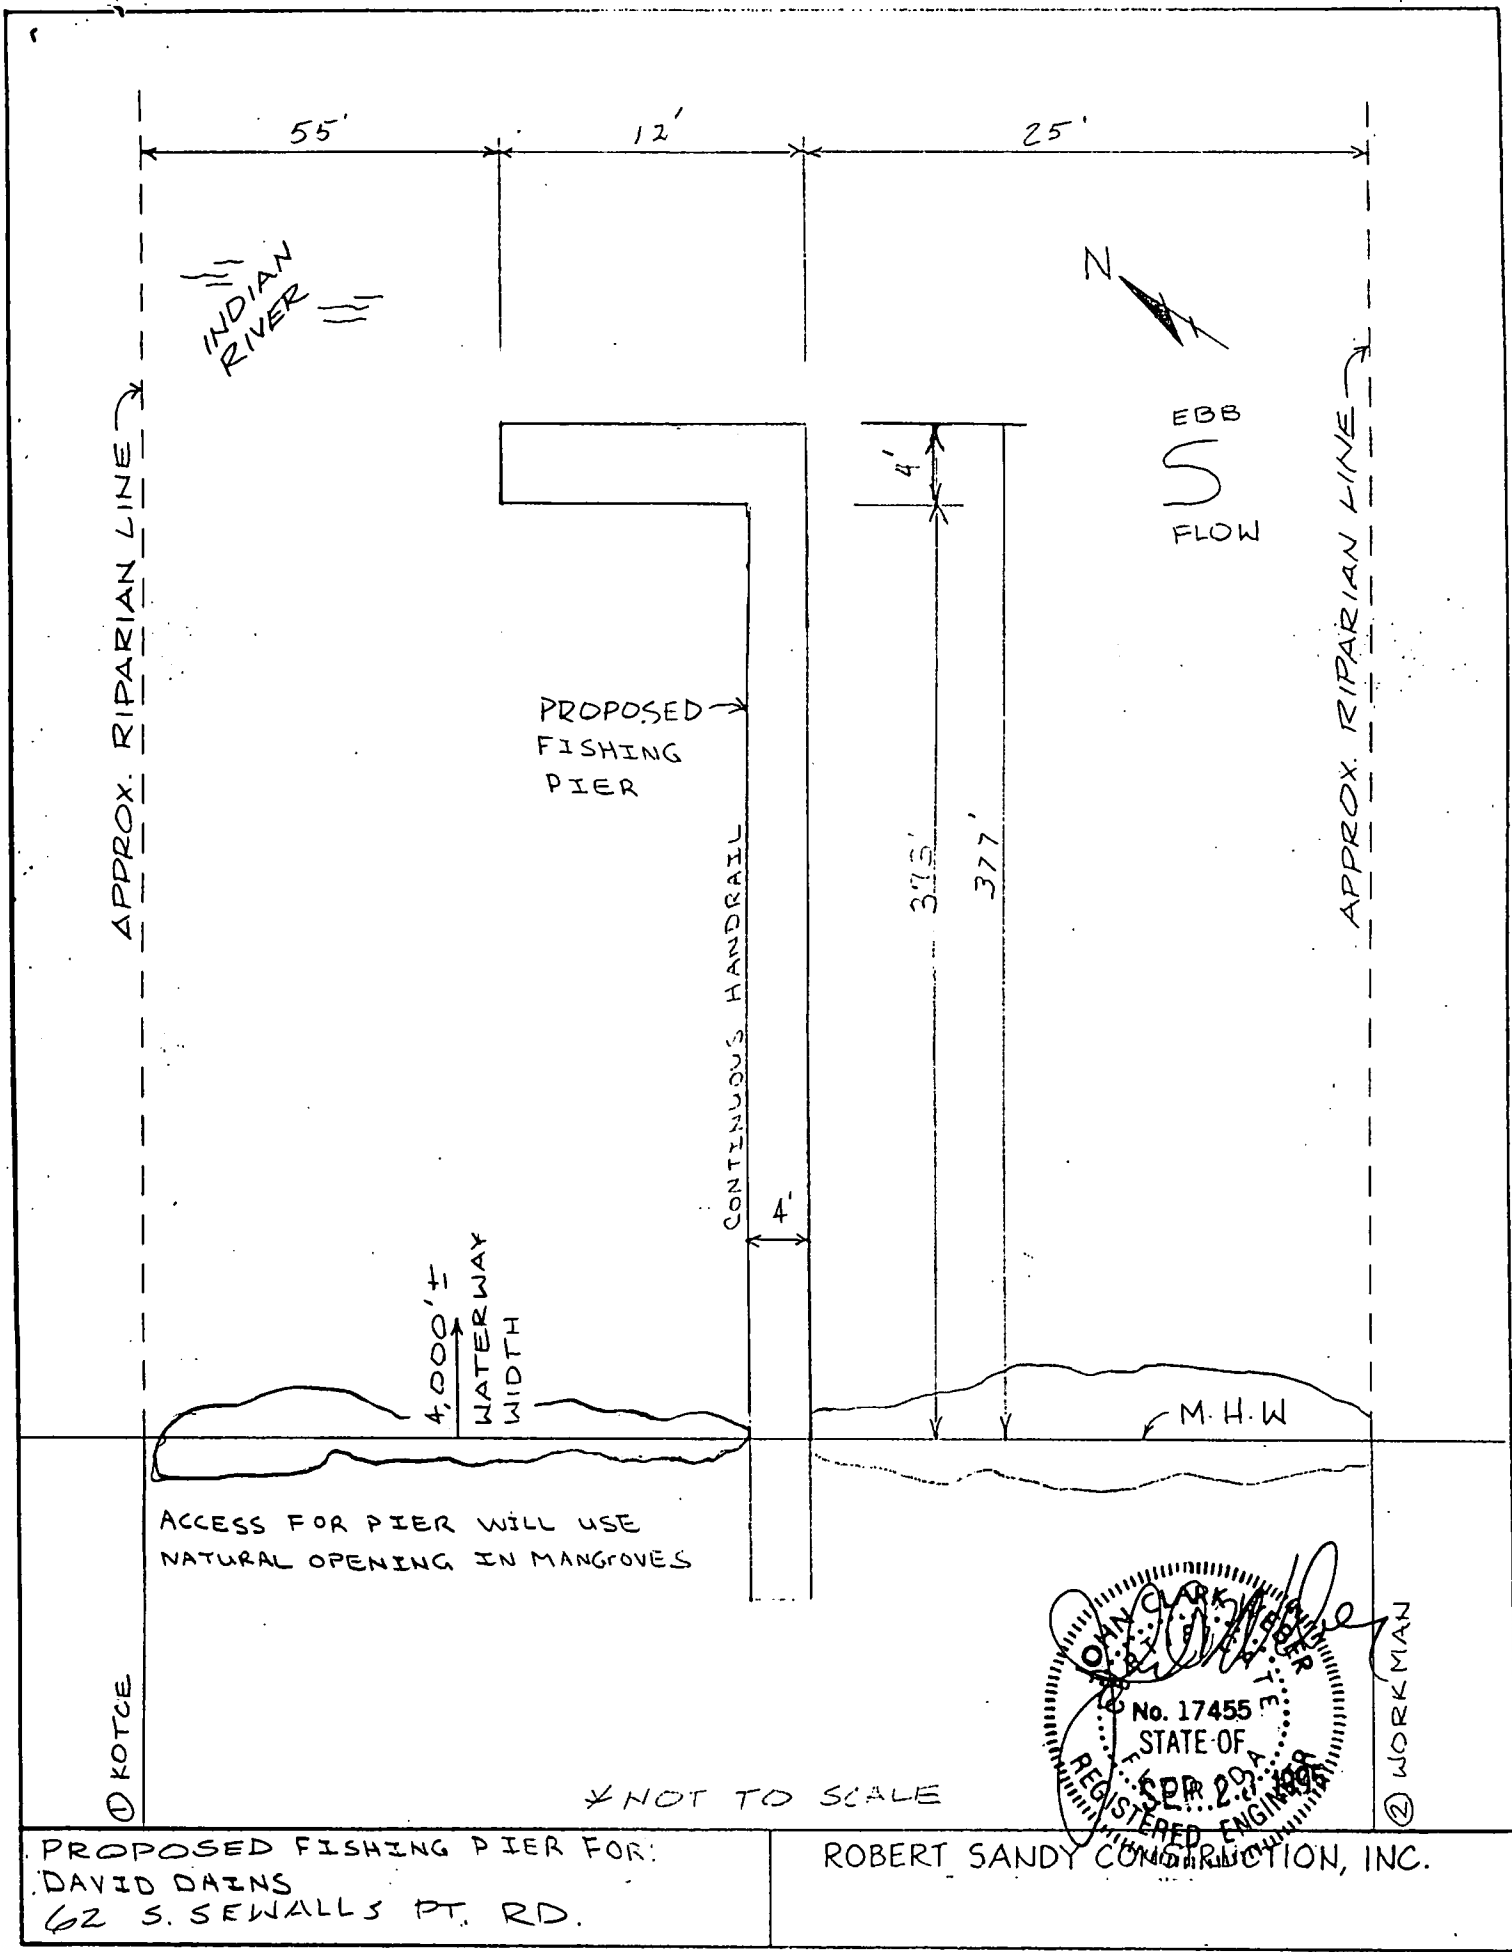 55' 12' 25'
INDIAN
RIVER
N
EBB
FLOW
4'
APPROX. RIPARIAN LINE
APPROX. RIPARIAN LINE
PROPOSED
FISHING
PIER
CONTINUOUS HANDRAIL
377'
4'
4,000'±
WATERWAY
WIDTH
M.H.W
ACCESS FOR PIER WILL USE
NATURAL OPENING IN MANGROVES
① KOTCE
② WORKMAN
JOHN CLARK
No. 17455
STATE OF
FLORIDA
REGISTERED ENGINEER
*NOT TO SCALE
PROPOSED FISHING PIER FOR:
DAVID DAINS
62 S. SEWALLS PT. RD.
ROBERT SANDY CONSTRUCTION, INC.